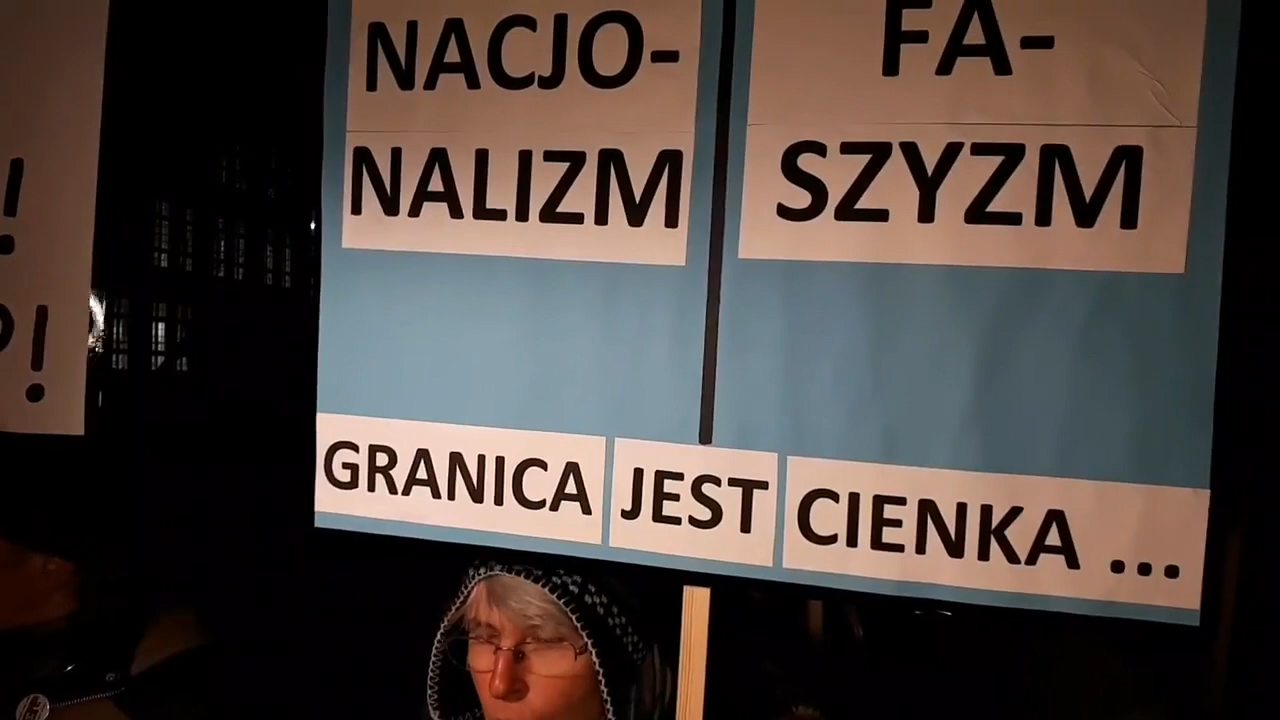 NACJO-
NALIZM
FA-
SZYZM
GRANICA JEST CIENKA ...
!
!